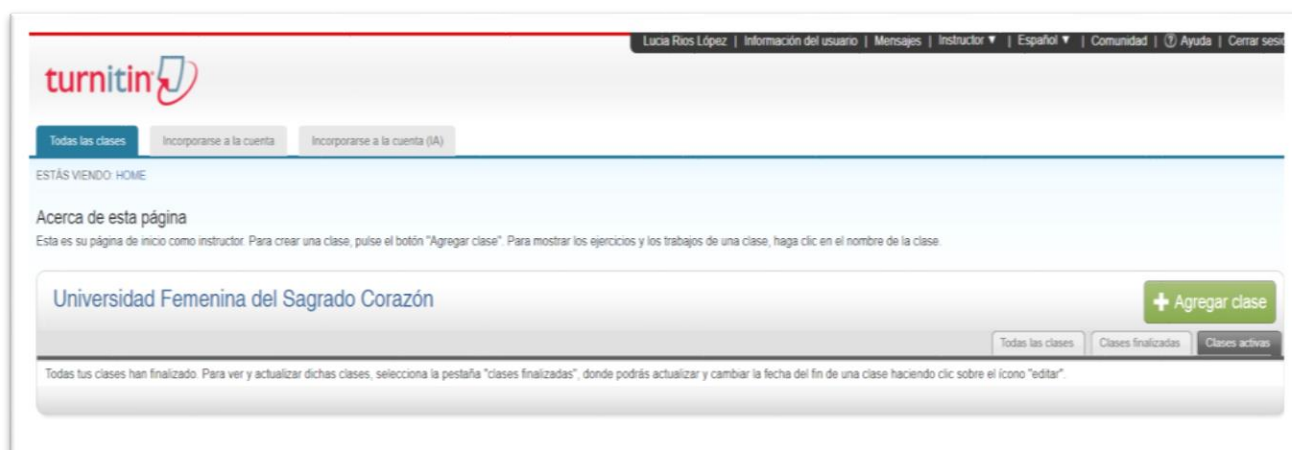 Lucia Rios López | Información del usuario | Mensajes | Instructor ▼ | Español ▼ | Comunidad | ? Ayuda | Cerrar sesi
turnitin
Todas las clases Incorporarse a la cuenta Incorporarse a la cuenta (IA)
ESTÁS VIENDO: HOME
Acerca de esta página
Esta es su página de inicio como instructor. Para crear una clase, pulse el botón "Agregar clase". Para mostrar los ejercicios y los trabajos de una clase, haga clic en el nombre de la clase.
Universidad Femenina del Sagrado Corazón
+ Agregar clase
Todas las clases Clases finalizadas Clases activas
Todas tus clases han finalizado. Para ver y actualizar dichas clases, selecciona la pestaña "clases finalizadas", donde podrás actualizar y cambiar la fecha del fin de una clase haciendo clic sobre el ícono "editar".